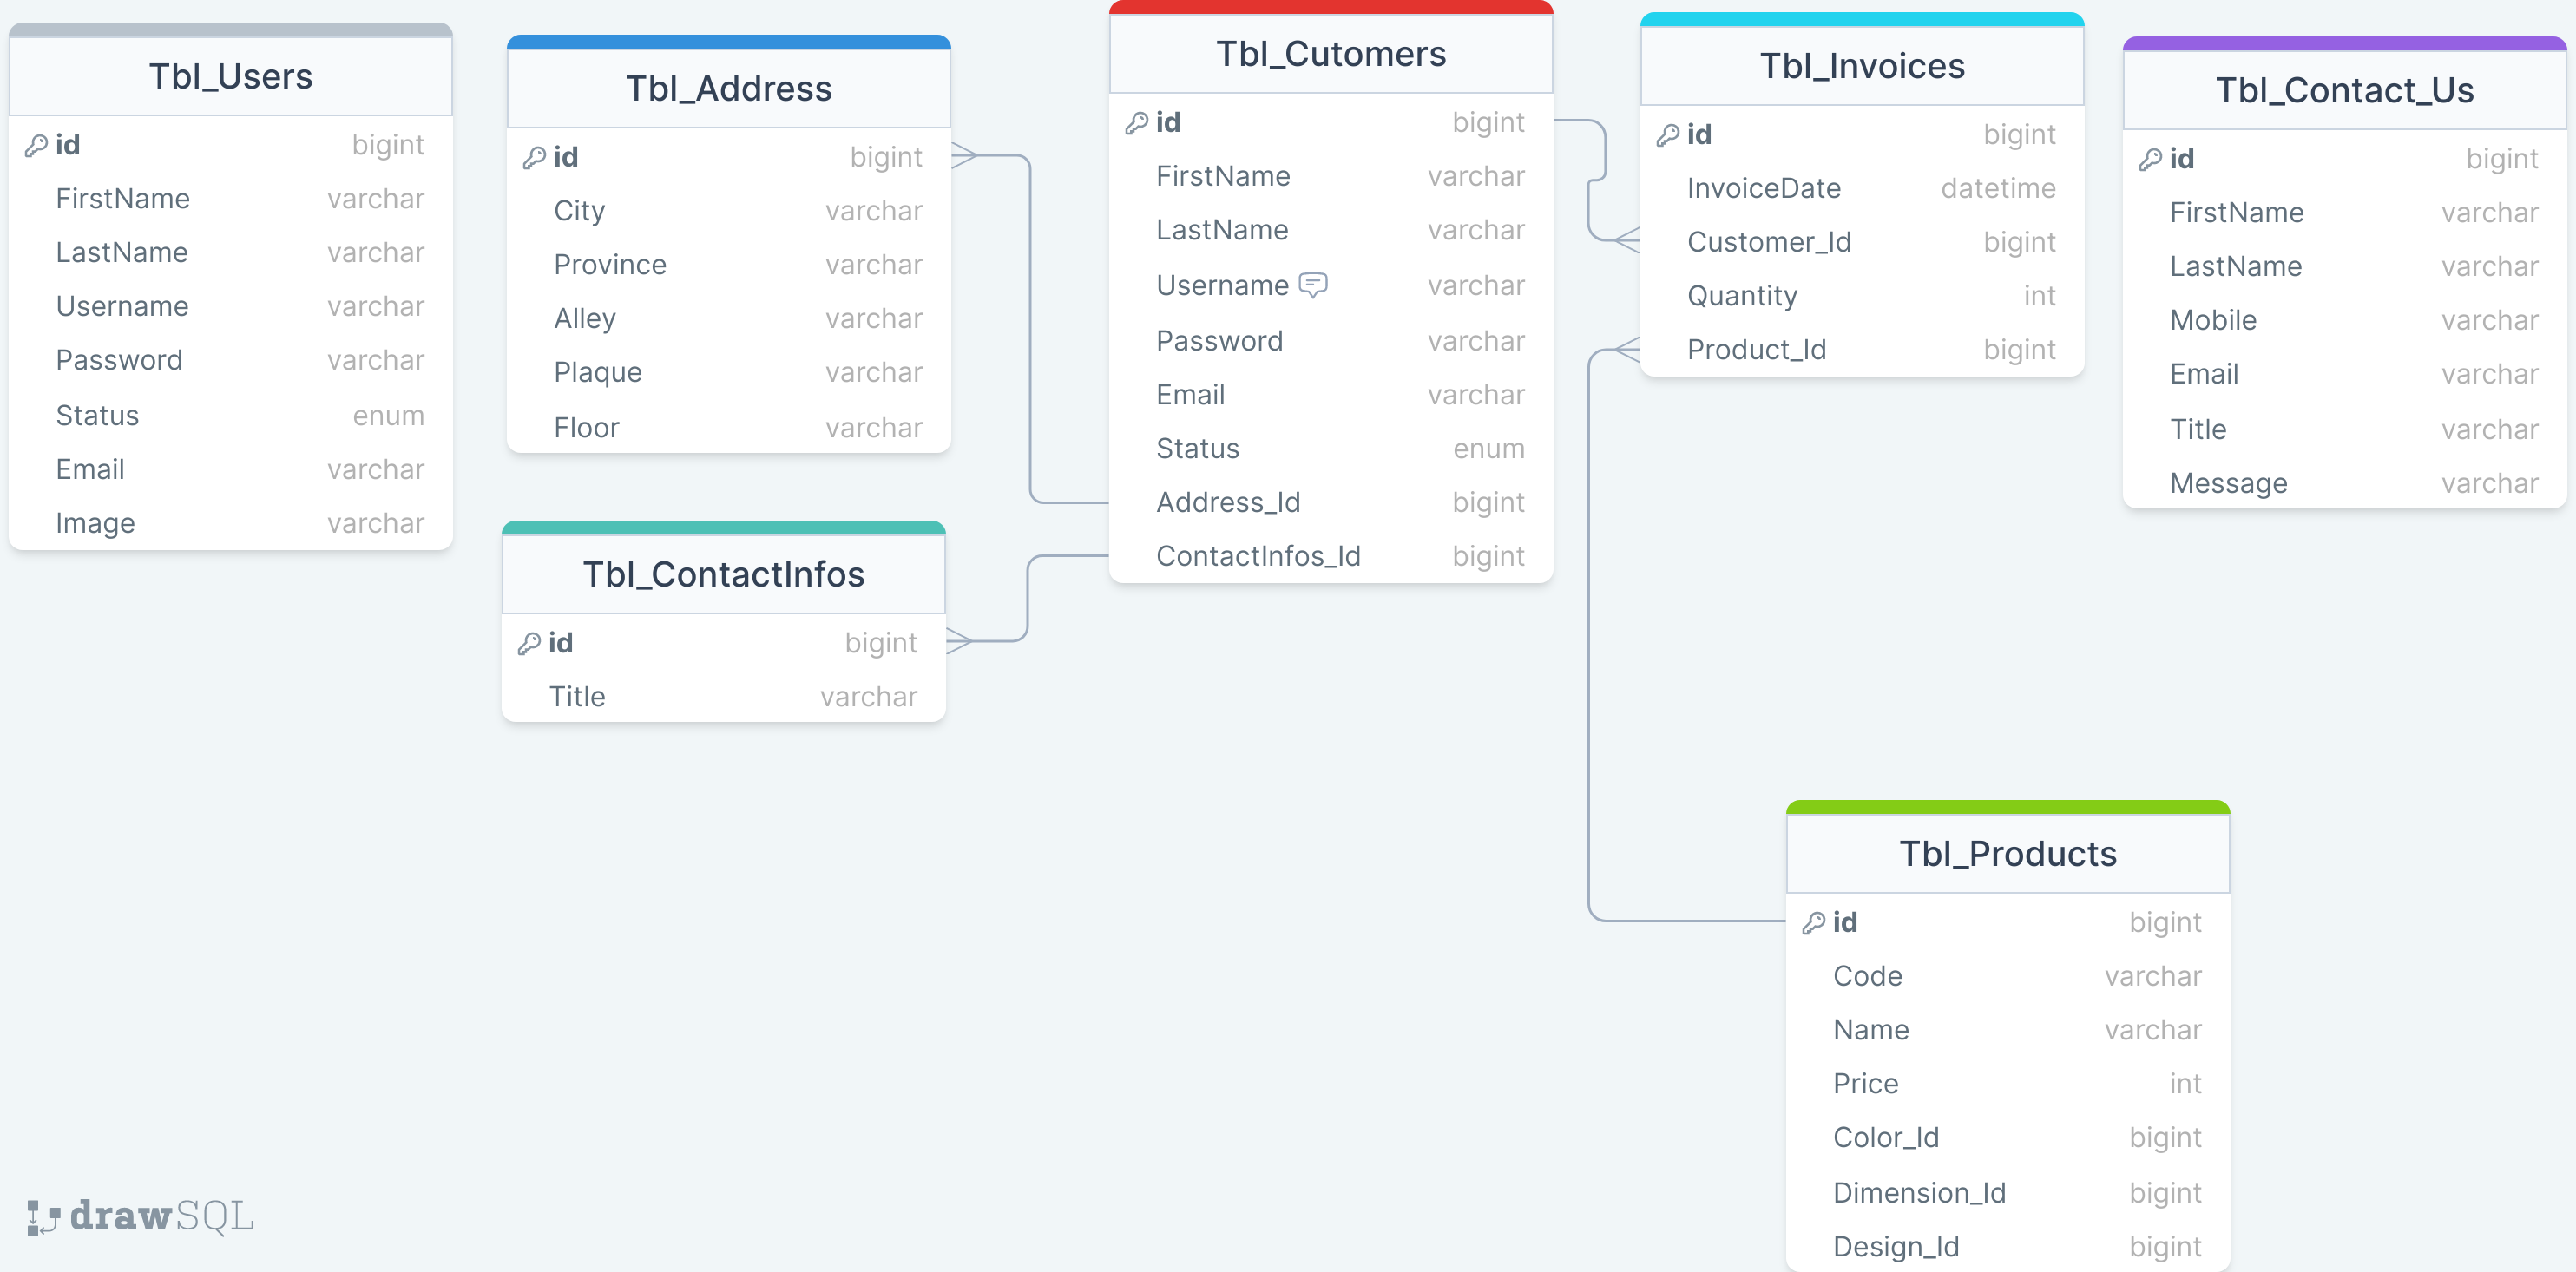 Tbl_Users
id bigint
FirstName varchar
LastName varchar
Username varchar
Password varchar
Status enum
Email varchar
Image varchar
Tbl_Address
id bigint
City varchar
Province varchar
Alley varchar
Plaque varchar
Floor varchar
Tbl_ContactInfos
id bigint
Title varchar
Tbl_Cutomers
id bigint
FirstName varchar
LastName varchar
Username varchar
Password varchar
Email varchar
Status enum
Address_Id bigint
ContactInfos_Id bigint
Tbl_Invoices
id bigint
InvoiceDate datetime
Customer_Id bigint
Quantity int
Product_Id bigint
Tbl_Contact_Us
id bigint
FirstName varchar
LastName varchar
Mobile varchar
Email varchar
Title varchar
Message varchar
Tbl_Products
id bigint
Code varchar
Name varchar
Price int
Color_Id bigint
Dimension_Id bigint
Design_Id bigint
drawSQL